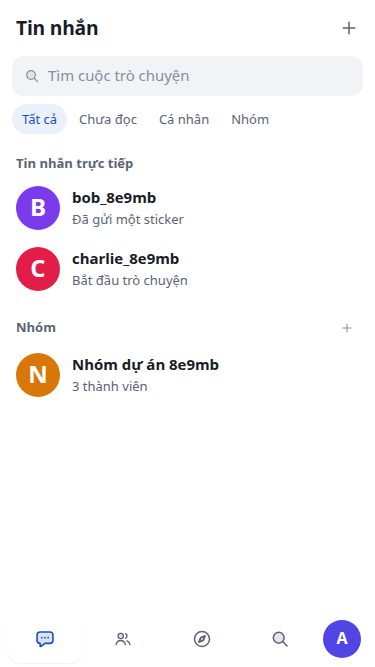 Tin nhắn
Tìm cuộc trò chuyện
Tất cả
Chưa đọc
Cá nhân
Nhóm
Tin nhắn trực tiếp
B
bob_8e9mb
Đã gửi một sticker
C
charlie_8e9mb
Bắt đầu trò chuyện
Nhóm
N
Nhóm dự án 8e9mb
3 thành viên
A